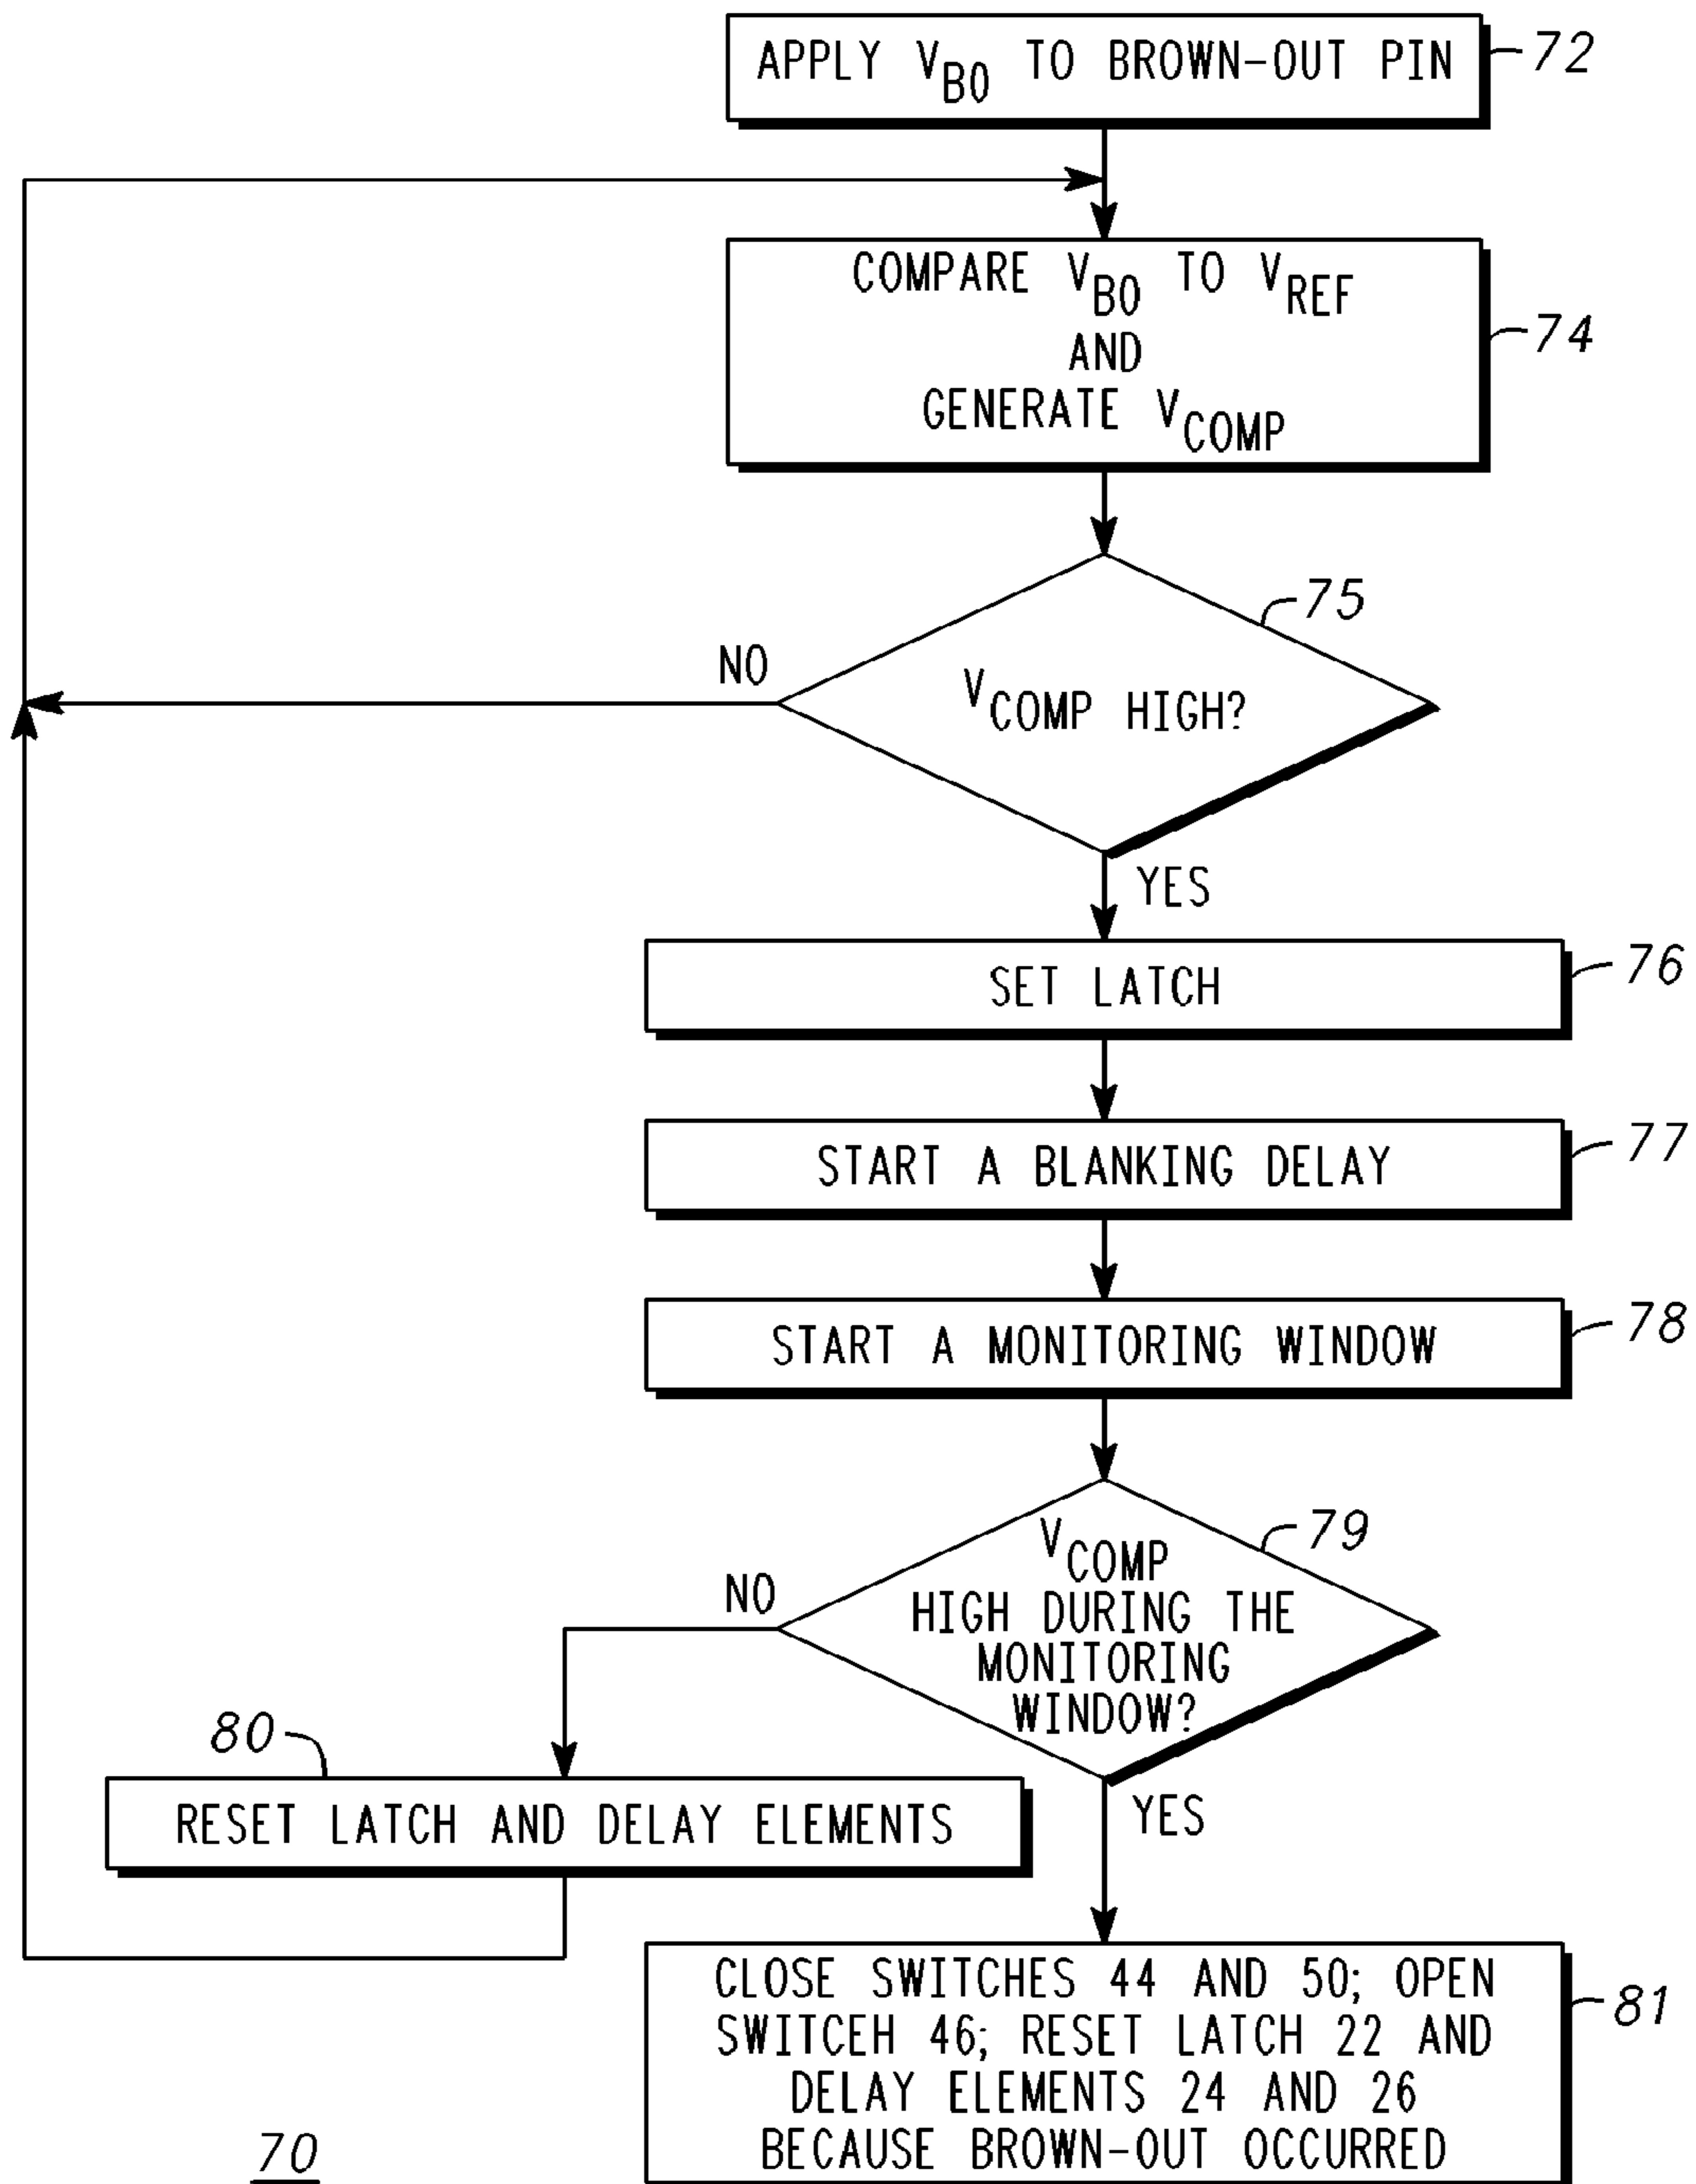 APPLY VB0 TO BROWN-OUT PIN
72
COMPARE VB0 TO VREF
AND
GENERATE VCOMP
74
75
NO
VCOMP HIGH?
YES
SET LATCH
76
START A BLANKING DELAY
77
START A MONITORING WINDOW
78
79
NO
VCOMP
HIGH DURING THE
MONITORING
WINDOW?
YES
80
RESET LATCH AND DELAY ELEMENTS
CLOSE SWITCHES 44 AND 50; OPEN
SWITCEH 46; RESET LATCH 22 AND
DELAY ELEMENTS 24 AND 26
BECAUSE BROWN-OUT OCCURRED
81
70